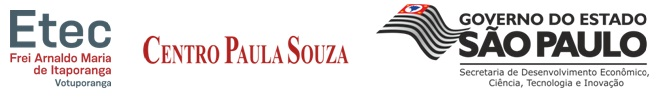 Etec
Frei Arnaldo Maria
de Itaporanga
Votuporanga
CENTRO PAULA SOUZA
GOVERNO DO ESTADO
SÃO PAULO
Secretaria de Desenvolvimento Econômico,
Ciência, Tecnologia e Inovação